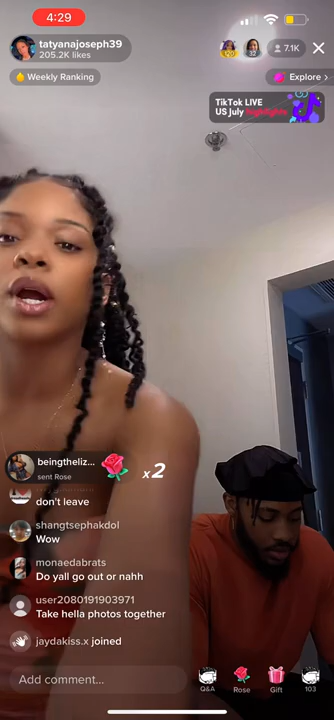 4:29
tatyanajoseph39
205.2K likes
32
7.1K
Weekly Ranking
Explore >
TikTok LIVE
US July Highlights
beingtheliz...
sent Rose
x2
don't leave
shangtsephakdol
Wow
monaedabrats
Do yall go out or nahh
user2080191903971
Take hella photos together
jaydakiss.x joined
Add comment...
Q&A
Rose
Gift
103